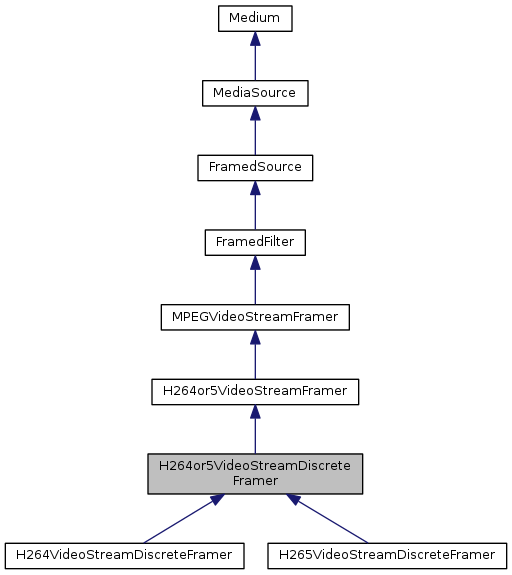 Medium
MediaSource
FramedSource
FramedFilter
MPEGVideoStreamFramer
H264or5VideoStreamFramer
H264or5VideoStreamDiscrete
Framer
H264VideoStreamDiscreteFramer
H265VideoStreamDiscreteFramer